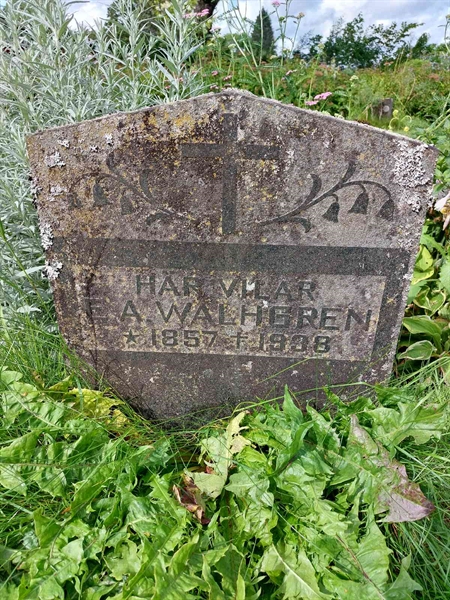 HÄR VILAR
E.A. WALHGREN
* 1857 † 1938